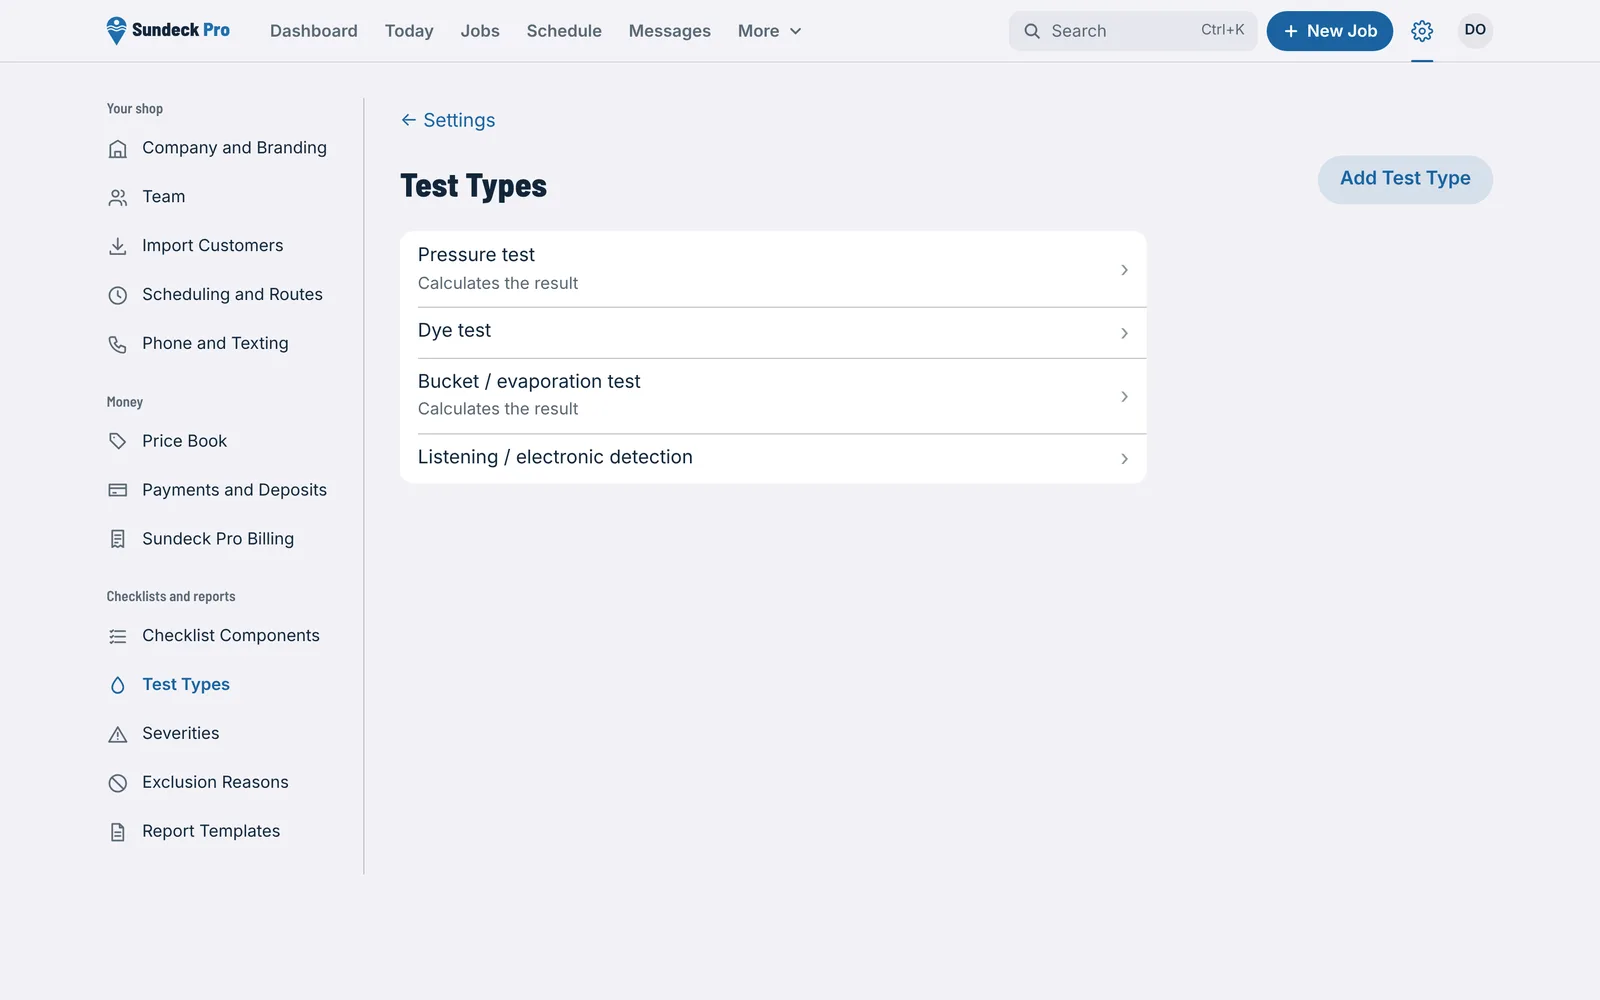 Sundeck Pro
Dashboard
Today
Jobs
Schedule
Messages
More
Search
Ctrl+K
+ New Job
DO
Your shop
Company and Branding
Team
Import Customers
Scheduling and Routes
Phone and Texting
Money
Price Book
Payments and Deposits
Sundeck Pro Billing
Checklists and reports
Checklist Components
Test Types
Severities
Exclusion Reasons
Report Templates
← Settings
Test Types
Add Test Type
Pressure test
Calculates the result
Dye test
Bucket / evaporation test
Calculates the result
Listening / electronic detection